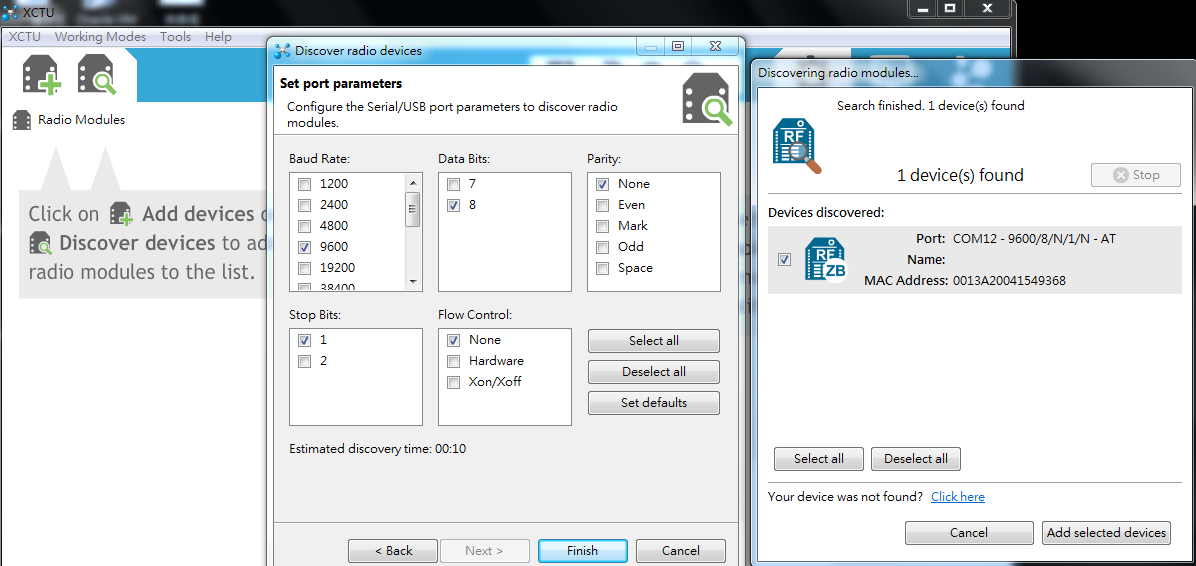 XCTU
XCTU Working Modes Tools Help
Radio Modules
Click on Add devices
Discover devices to ad
radio modules to the list.
Discover radio devices
Set port parameters
Configure the Serial/USB port parameters to discover radio
modules.
Baud Rate:
1200
2400
4800
9600
19200
38400
Data Bits:
7
8
Parity:
None
Even
Mark
Odd
Space
Stop Bits:
1
2
Flow Control:
None
Hardware
Xon/Xoff
Select all
Deselect all
Set defaults
Estimated discovery time: 00:10
< Back
Next >
Finish
Cancel
Discovering radio modules...
Search finished. 1 device(s) found
RF
1 device(s) found
Stop
Devices discovered:
RF
ZB
Port: COM12 - 9600/8/N/1/N - AT
Name:
MAC Address: 0013A20041549368
Select all
Deselect all
Your device was not found? Click here
Cancel
Add selected devices